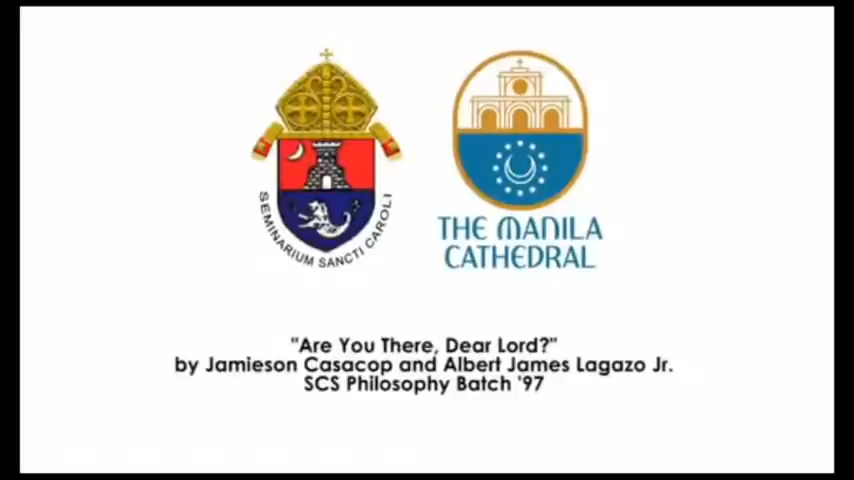 SEMINARIUM SANCTI CAROLI
THE MANILA
CATHEDRAL
"Are You There, Dear Lord?"
by Jamieson Casacop and Albert James Lagazo Jr.
SCS Philosophy Batch '97